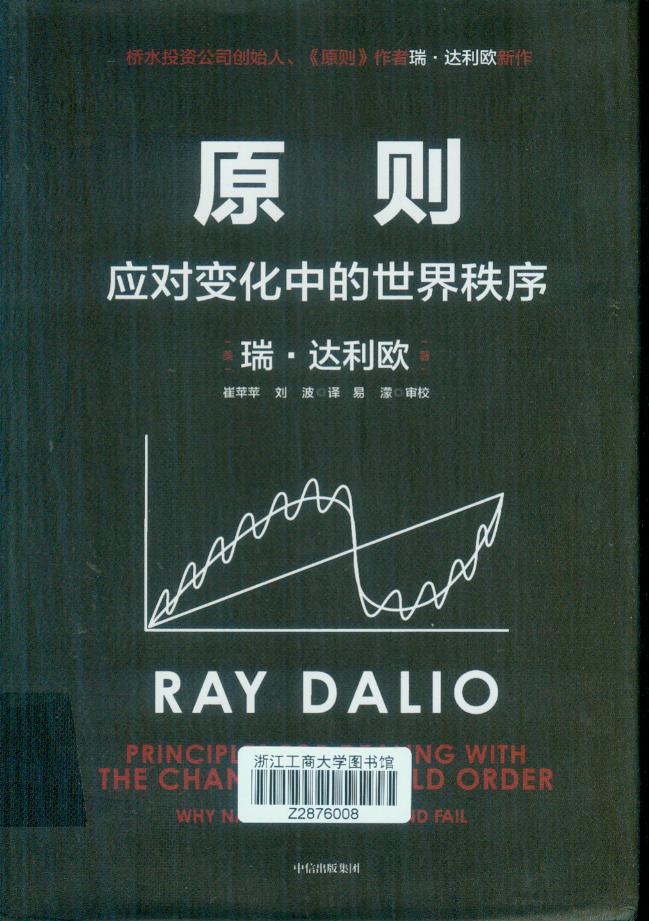 桥水投资公司创始人、《原则》作者瑞·达利欧新作
原则
应对变化中的世界秩序
[美] 瑞·达利欧 [著]
崔苹苹 刘波◎译 易濛◎审校
RAY DALIO
PRINCIPL ING WITH
THE CHAN LD ORDER
浙江工商大学图书馆
Z2876008
WHY N ND FAIL
中信出版集团